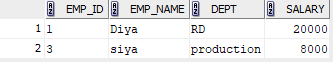 EMP_ID EMP_NAME DEPT SALARY
1 1 Diya RD 20000
2 3 siya production 8000